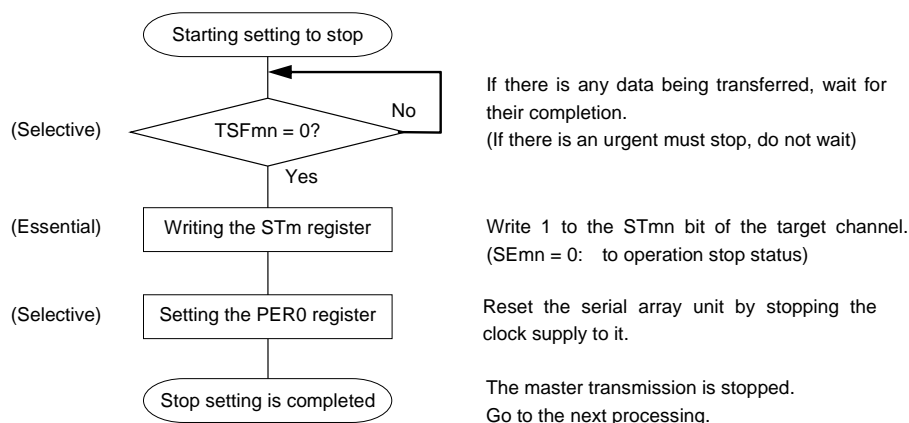 Starting setting to stop
If there is any data being transferred, wait for
their completion.
(If there is an urgent must stop, do not wait)
No
(Selective)
TSFmn = 0?
Yes
(Essential)
Writing the STm register
Write 1 to the STmn bit of the target channel.
(SEmn = 0: to operation stop status)
(Selective)
Setting the PER0 register
Reset the serial array unit by stopping the
clock supply to it.
Stop setting is completed
The master transmission is stopped.
Go to the next processing.